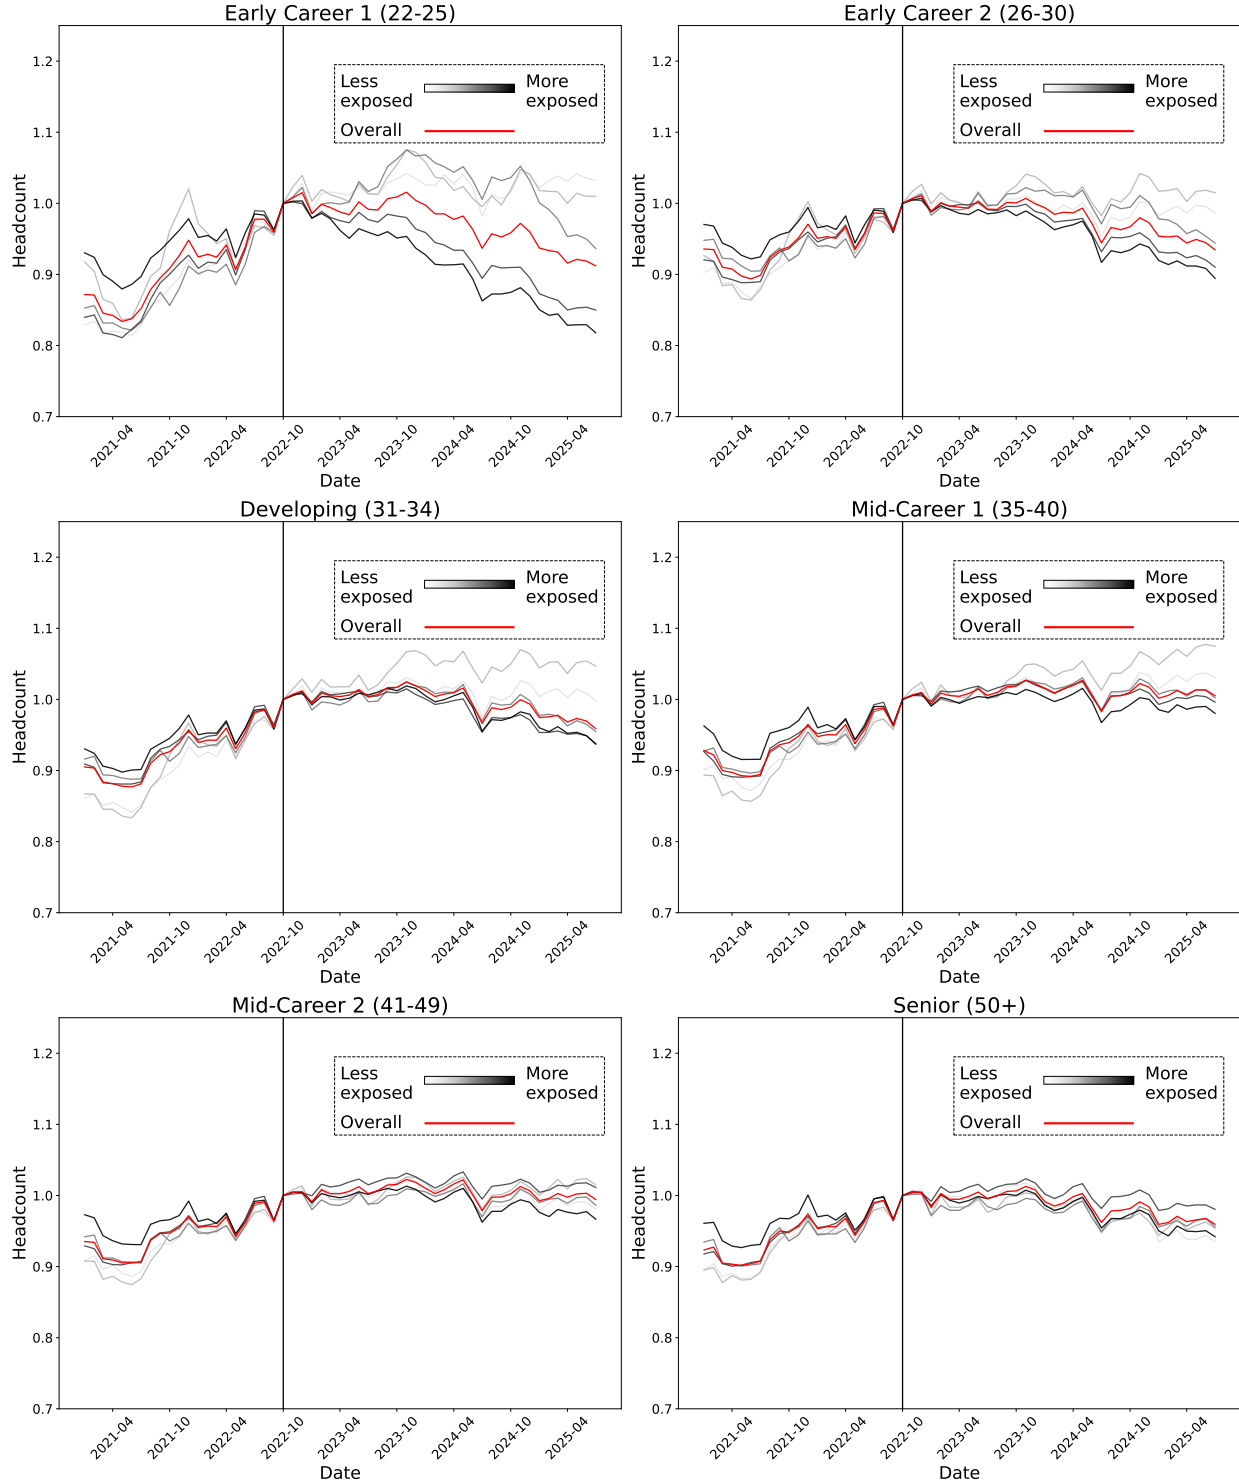 Early Career 1 (22-25)
1.2
1.1
1.0
0.9
0.8
0.7
Headcount
Less exposed
More exposed
Overall
2021-04
2021-10
2022-04
2022-10
2023-04
2023-10
2024-04
2024-10
2025-04
Date
Early Career 2 (26-30)
1.2
1.1
1.0
0.9
0.8
0.7
Headcount
Less exposed
More exposed
Overall
2021-04
2021-10
2022-04
2022-10
2023-04
2023-10
2024-04
2024-10
2025-04
Date
Developing (31-34)
1.2
1.1
1.0
0.9
0.8
0.7
Headcount
Less exposed
More exposed
Overall
2021-04
2021-10
2022-04
2022-10
2023-04
2023-10
2024-04
2024-10
2025-04
Date
Mid-Career 1 (35-40)
1.2
1.1
1.0
0.9
0.8
0.7
Headcount
Less exposed
More exposed
Overall
2021-04
2021-10
2022-04
2022-10
2023-04
2023-10
2024-04
2024-10
2025-04
Date
Mid-Career 2 (41-49)
1.2
1.1
1.0
0.9
0.8
0.7
Headcount
Less exposed
More exposed
Overall
2021-04
2021-10
2022-04
2022-10
2023-04
2023-10
2024-04
2024-10
2025-04
Date
Senior (50+)
1.2
1.1
1.0
0.9
0.8
0.7
Headcount
Less exposed
More exposed
Overall
2021-04
2021-10
2022-04
2022-10
2023-04
2023-10
2024-04
2024-10
2025-04
Date